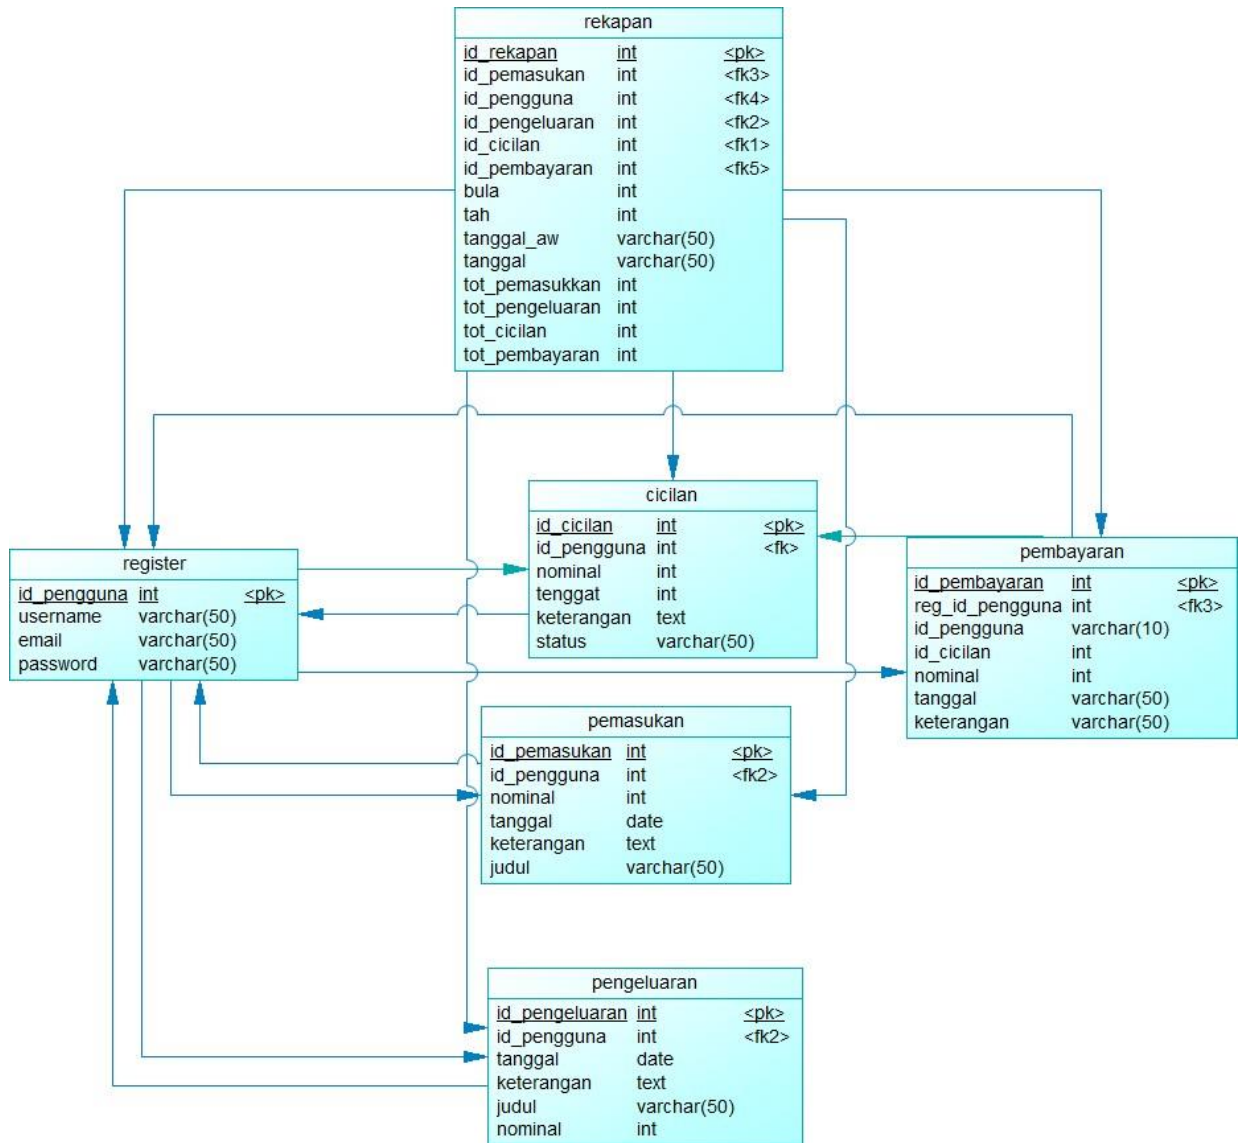 rekapan
id_rekapan int <pk>
id_pemasukan int <fk3>
id_pengguna int <fk4>
id_pengeluaran int <fk2>
id_cicilan int <fk1>
id_pembayaran int <fk5>
bula int
tah int
tanggal_aw varchar(50)
tanggal varchar(50)
tot_pemasukkan int
tot_pengeluaran int
tot_cicilan int
tot_pembayaran int
cicilan
id_cicilan int <pk>
id_pengguna int <fk>
nominal int
tenggat int
keterangan text
status varchar(50)
register
id_pengguna int <pk>
username varchar(50)
email varchar(50)
password varchar(50)
pembayaran
id_pembayaran int <pk>
reg_id_pengguna int <fk3>
id_pengguna varchar(10)
id_cicilan int
nominal int
tanggal varchar(50)
keterangan varchar(50)
pemasukan
id_pemasukan int <pk>
id_pengguna int <fk2>
nominal int
tanggal date
keterangan text
judul varchar(50)
pengeluaran
id_pengeluaran int <pk>
id_pengguna int <fk2>
tanggal date
keterangan text
judul varchar(50)
nominal int